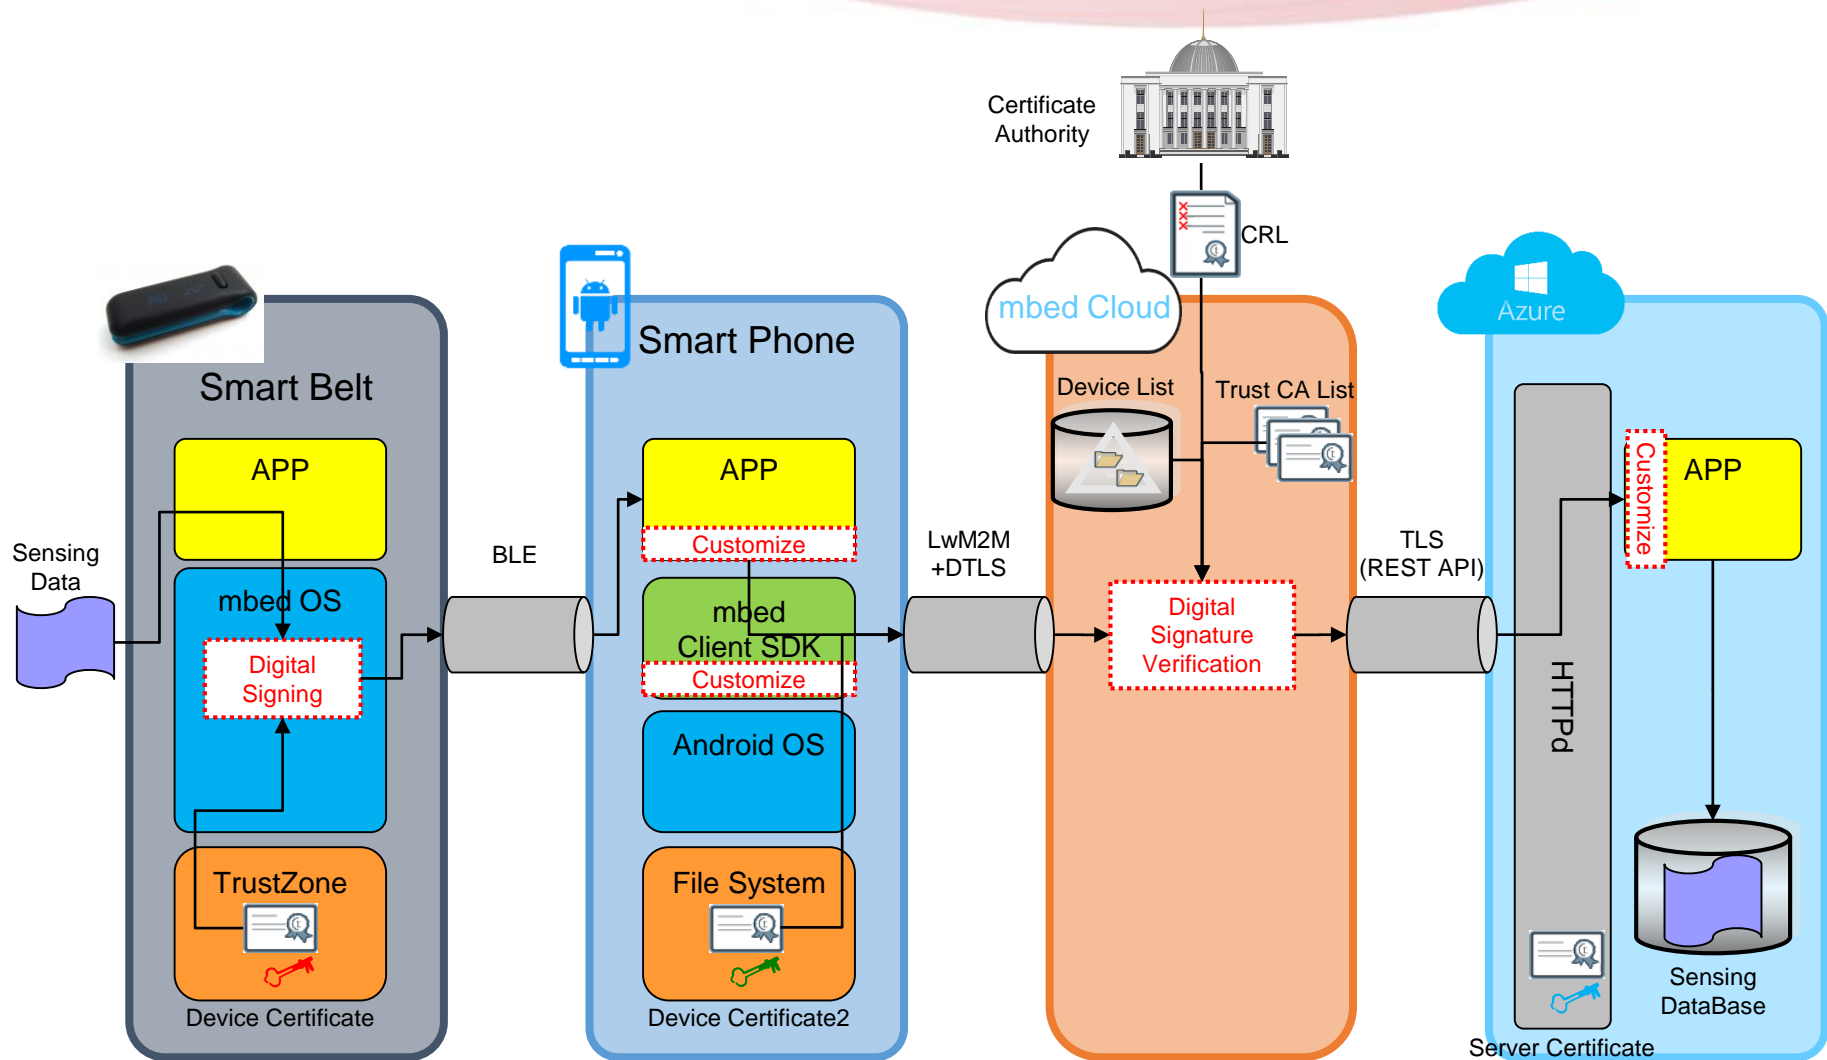 Certificate
Authority
CRL
mbed Cloud
Azure
Smart Phone
Smart Belt
Device List
Trust CA List
APP
APP
Customize
APP
Customize
Sensing
Data
BLE
LwM2M
+DTLS
TLS
(REST API)
mbed OS
Digital
Signing
mbed
Client SDK
Customize
Digital
Signature
Verification
HTTPd
Android OS
TrustZone
File System
Sensing
DataBase
Device Certificate
Device Certificate2
Server Certificate